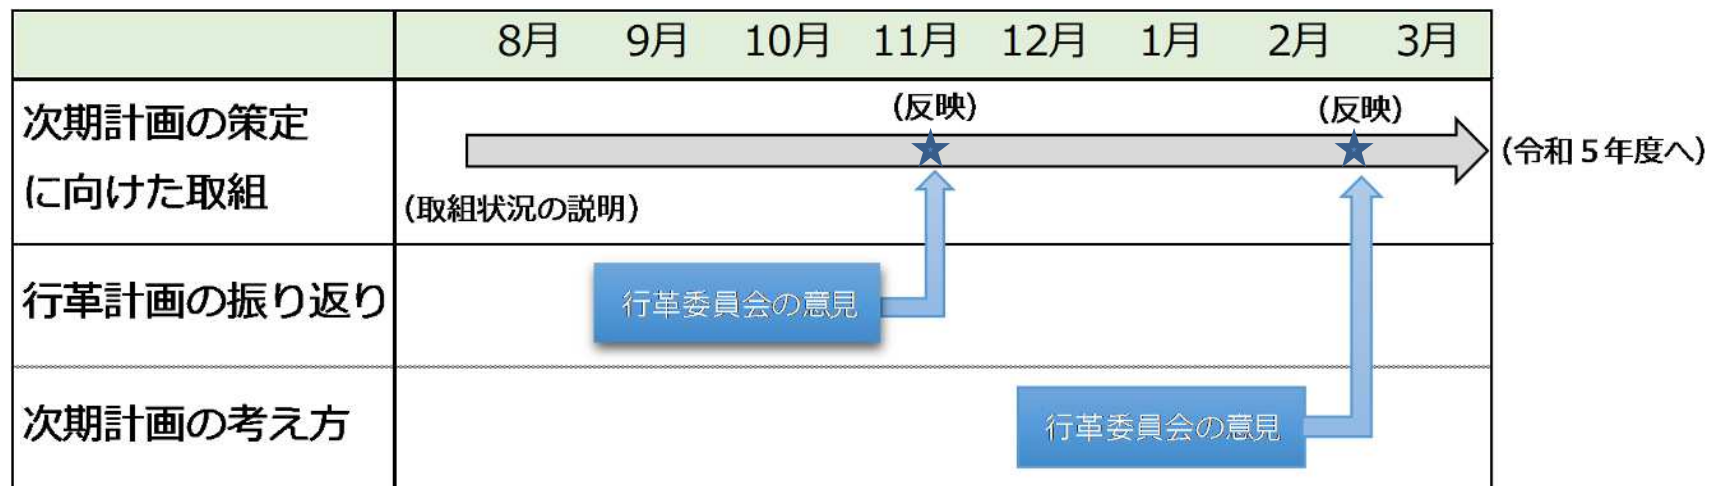 8月 9月 10月 11月 12月 1月 2月 3月
次期計画の策定
に向けた取組
(反映)
(反映)
(令和5年度へ)
(取組状況の説明)
行革計画の振り返り
行革委員会の意見
次期計画の考え方
行革委員会の意見